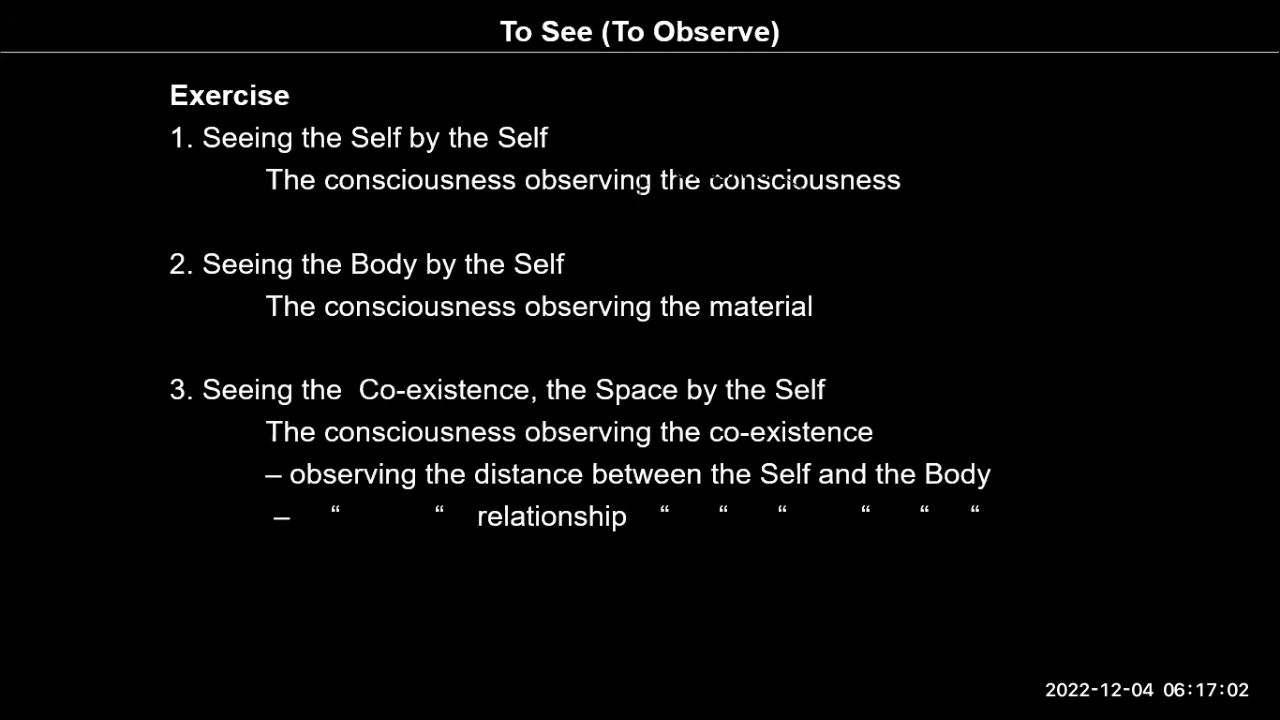 To See (To Observe)
Exercise
1. Seeing the Self by the Self
The consciousness observing the consciousness
2. Seeing the Body by the Self
The consciousness observing the material
3. Seeing the  Co-existence, the Space by the Self
The consciousness observing the co-existence
– observing the distance between the Self and the Body
– “ “ relationship “ “ “ “ “ “
2022-12-04 06:17:02